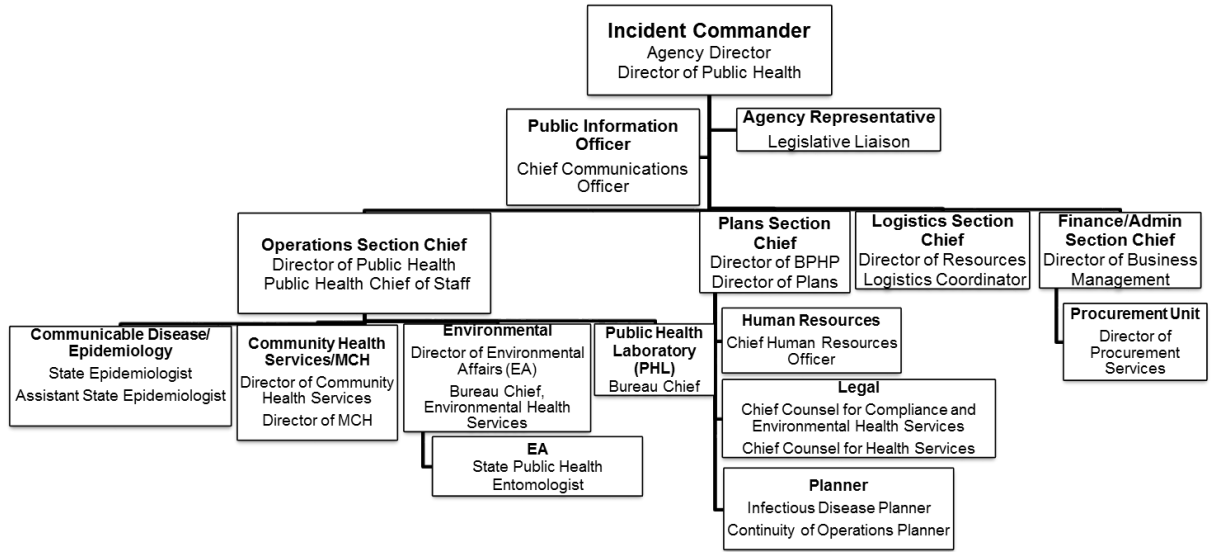 Incident Commander
Agency Director
Director of Public Health
Public Information
Officer
Chief Communications
Officer
Agency Representative
Legislative Liaison
Operations Section Chief
Director of Public Health
Public Health Chief of Staff
Plans Section
Chief
Director of BPHP
Director of Plans
Logistics Section
Chief
Director of Resources
Logistics Coordinator
Finance/Admin
Section Chief
Director of Business
Management
Communicable Disease/
Epidemiology
State Epidemiologist
Assistant State Epidemiologist
Community Health
Services/MCH
Director of Community
Health Services
Director of MCH
Environmental
Director of Environmental
Affairs (EA)
Bureau Chief,
Environmental Health
Services
EA
State Public Health
Entomologist
Public Health
Laboratory
(PHL)
Bureau Chief
Human Resources
Chief Human Resources
Officer
Legal
Chief Counsel for Compliance and
Environmental Health Services
Chief Counsel for Health Services
Planner
Infectious Disease Planner
Continuity of Operations Planner
Procurement Unit
Director of
Procurement
Services